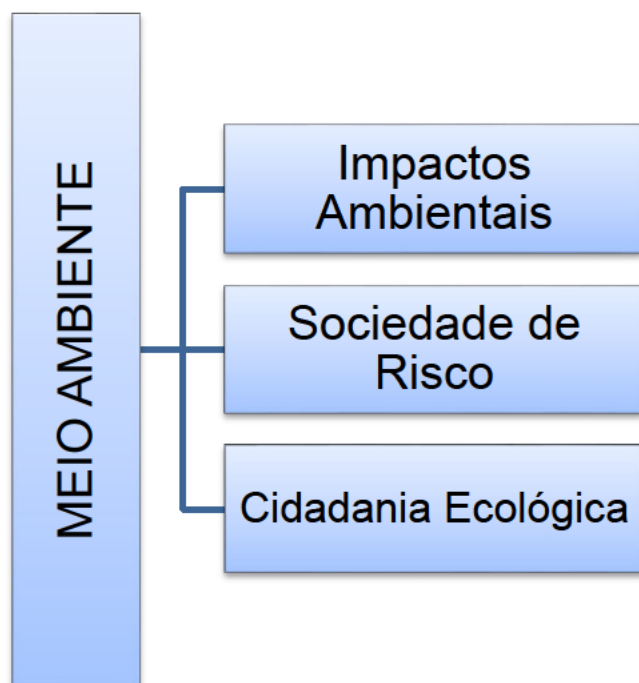 MEIO AMBIENTE
Impactos
Ambientais
Sociedade de
Risco
Cidadania Ecológica